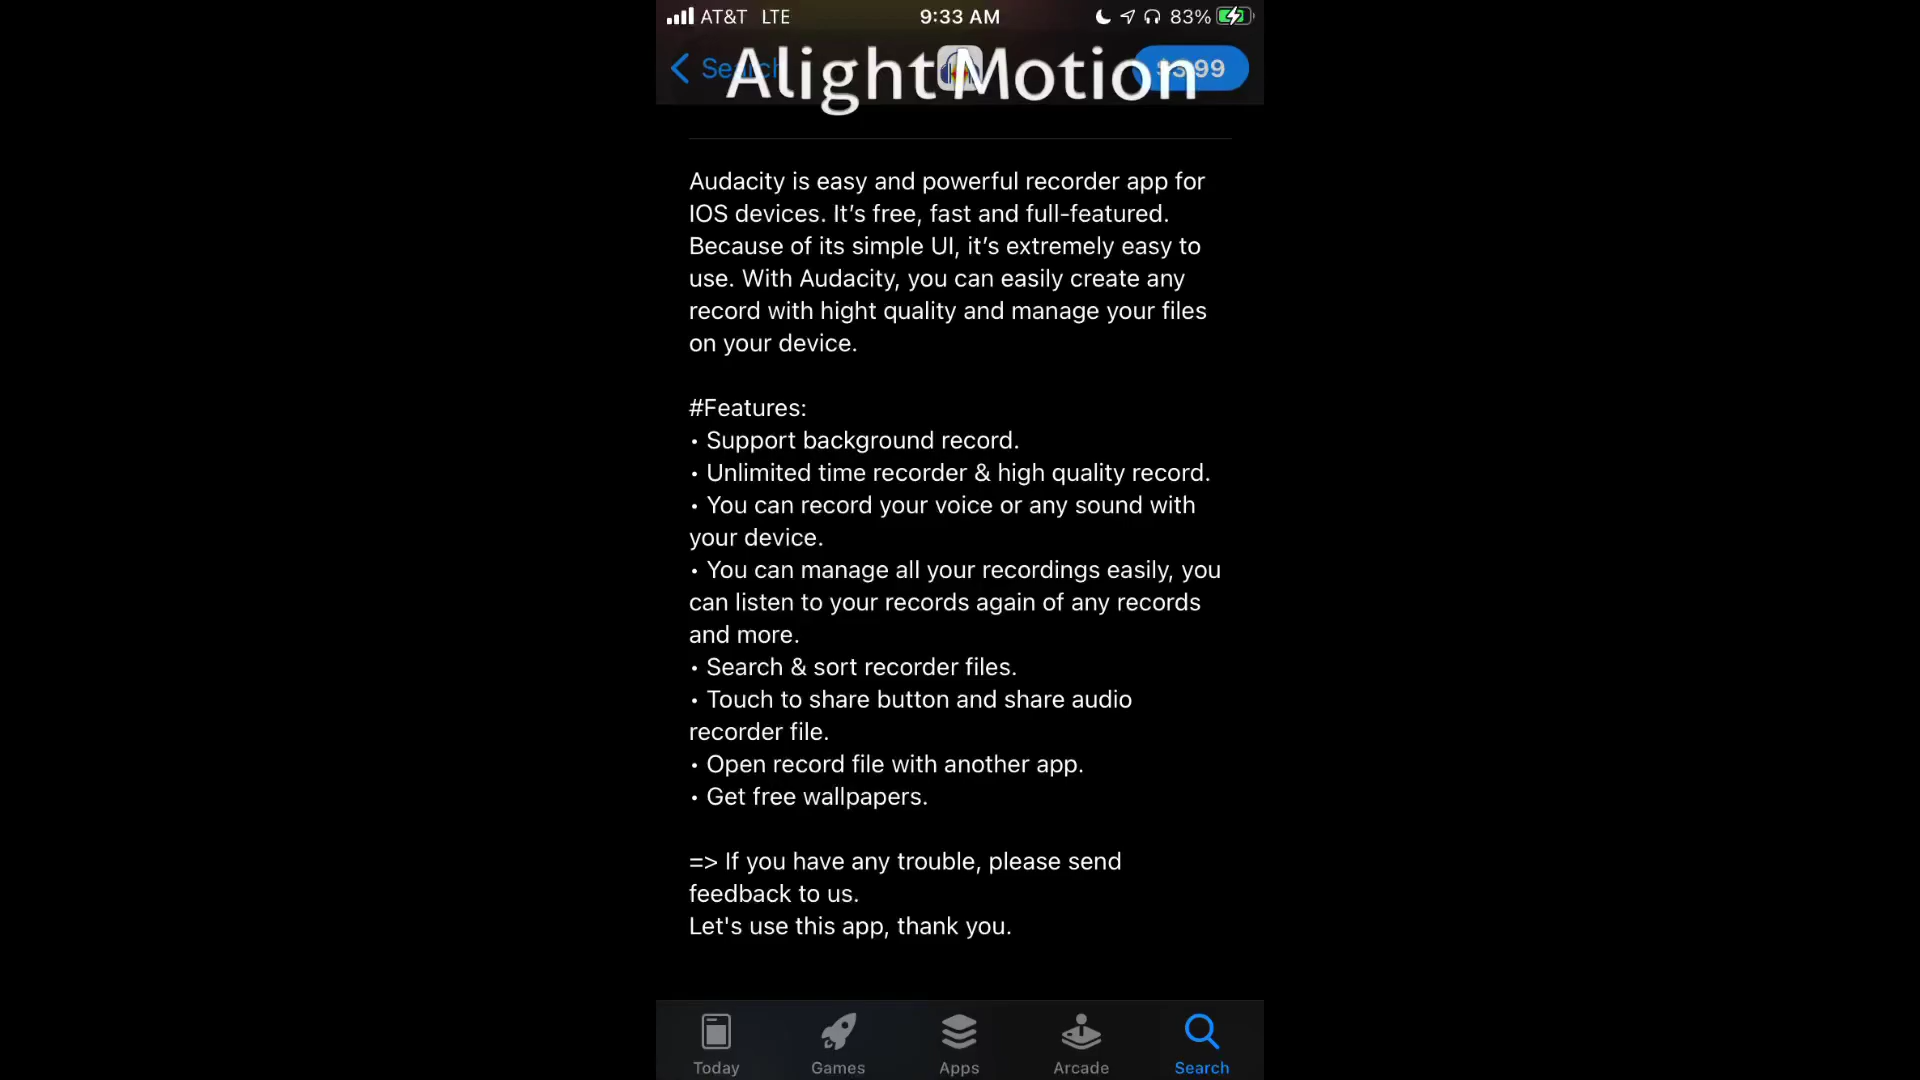 AT&T LTE 9:33 AM 83%
Search $3.99
Alight Motion
Audacity is easy and powerful recorder app for
IOS devices. It’s free, fast and full-featured.
Because of its simple UI, it’s extremely easy to
use. With Audacity, you can easily create any
record with hight quality and manage your files
on your device.
#Features:
• Support background record.
• Unlimited time recorder & high quality record.
• You can record your voice or any sound with
your device.
• You can manage all your recordings easily, you
can listen to your records again of any records
and more.
• Search & sort recorder files.
• Touch to share button and share audio
recorder file.
• Open record file with another app.
• Get free wallpapers.
=> If you have any trouble, please send
feedback to us.
Let's use this app, thank you.
Today Games Apps Arcade Search